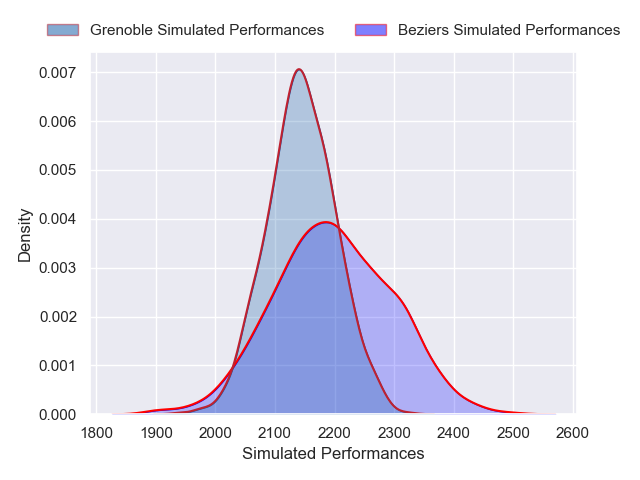 Grenoble Simulated Performances
Beziers Simulated Performances
0.007
0.006
0.005
0.004
0.003
0.002
0.001
0.000
Density
1800 1900 2000 2100 2200 2300 2400 2500 2600
Simulated Performances